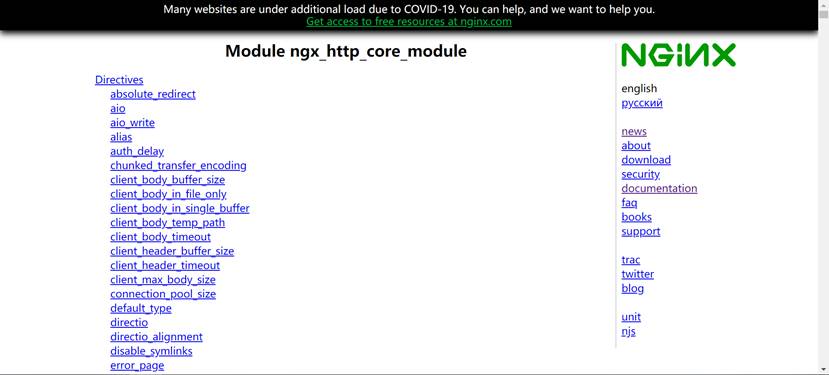 Many websites are under additional load due to COVID-19. You can help, and we want to help you.
Get access to free resources at nginx.com
Module ngx_http_core_module
Directives
absolute_redirect
aio
aio_write
alias
auth_delay
chunked_transfer_encoding
client_body_buffer_size
client_body_in_file_only
client_body_in_single_buffer
client_body_temp_path
client_body_timeout
client_header_buffer_size
client_header_timeout
client_max_body_size
connection_pool_size
default_type
directio
directio_alignment
disable_symlinks
error_page
NGINX
english
русский
news
about
download
security
documentation
faq
books
support
trac
twitter
blog
unit
njs